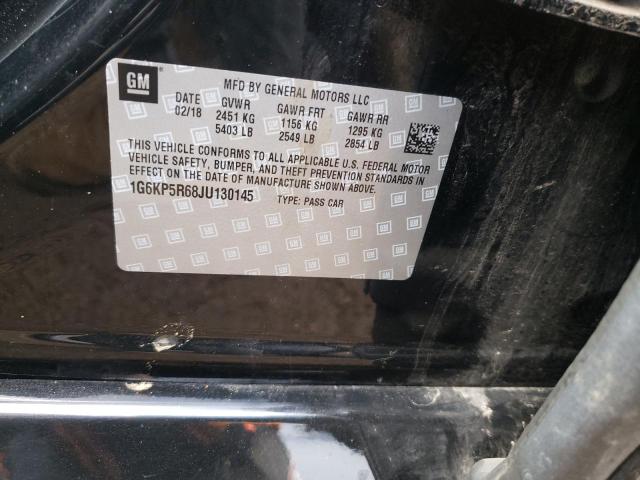 GM
MFD BY GENERAL MOTORS LLC
DATE GVWR GAWR FRT GAWR RR
02/18 2451 KG 1156 KG 1295 KG
5403 LB 2549 LB 2854 LB
THIS VEHICLE CONFORMS TO ALL APPLICABLE U.S. FEDERAL MOTOR
VEHICLE SAFETY, BUMPER, AND THEFT PREVENTION STANDARDS IN
EFFECT ON THE DATE OF MANUFACTURE SHOWN ABOVE.
1G6KP5R68JU130145 TYPE: PASS CAR